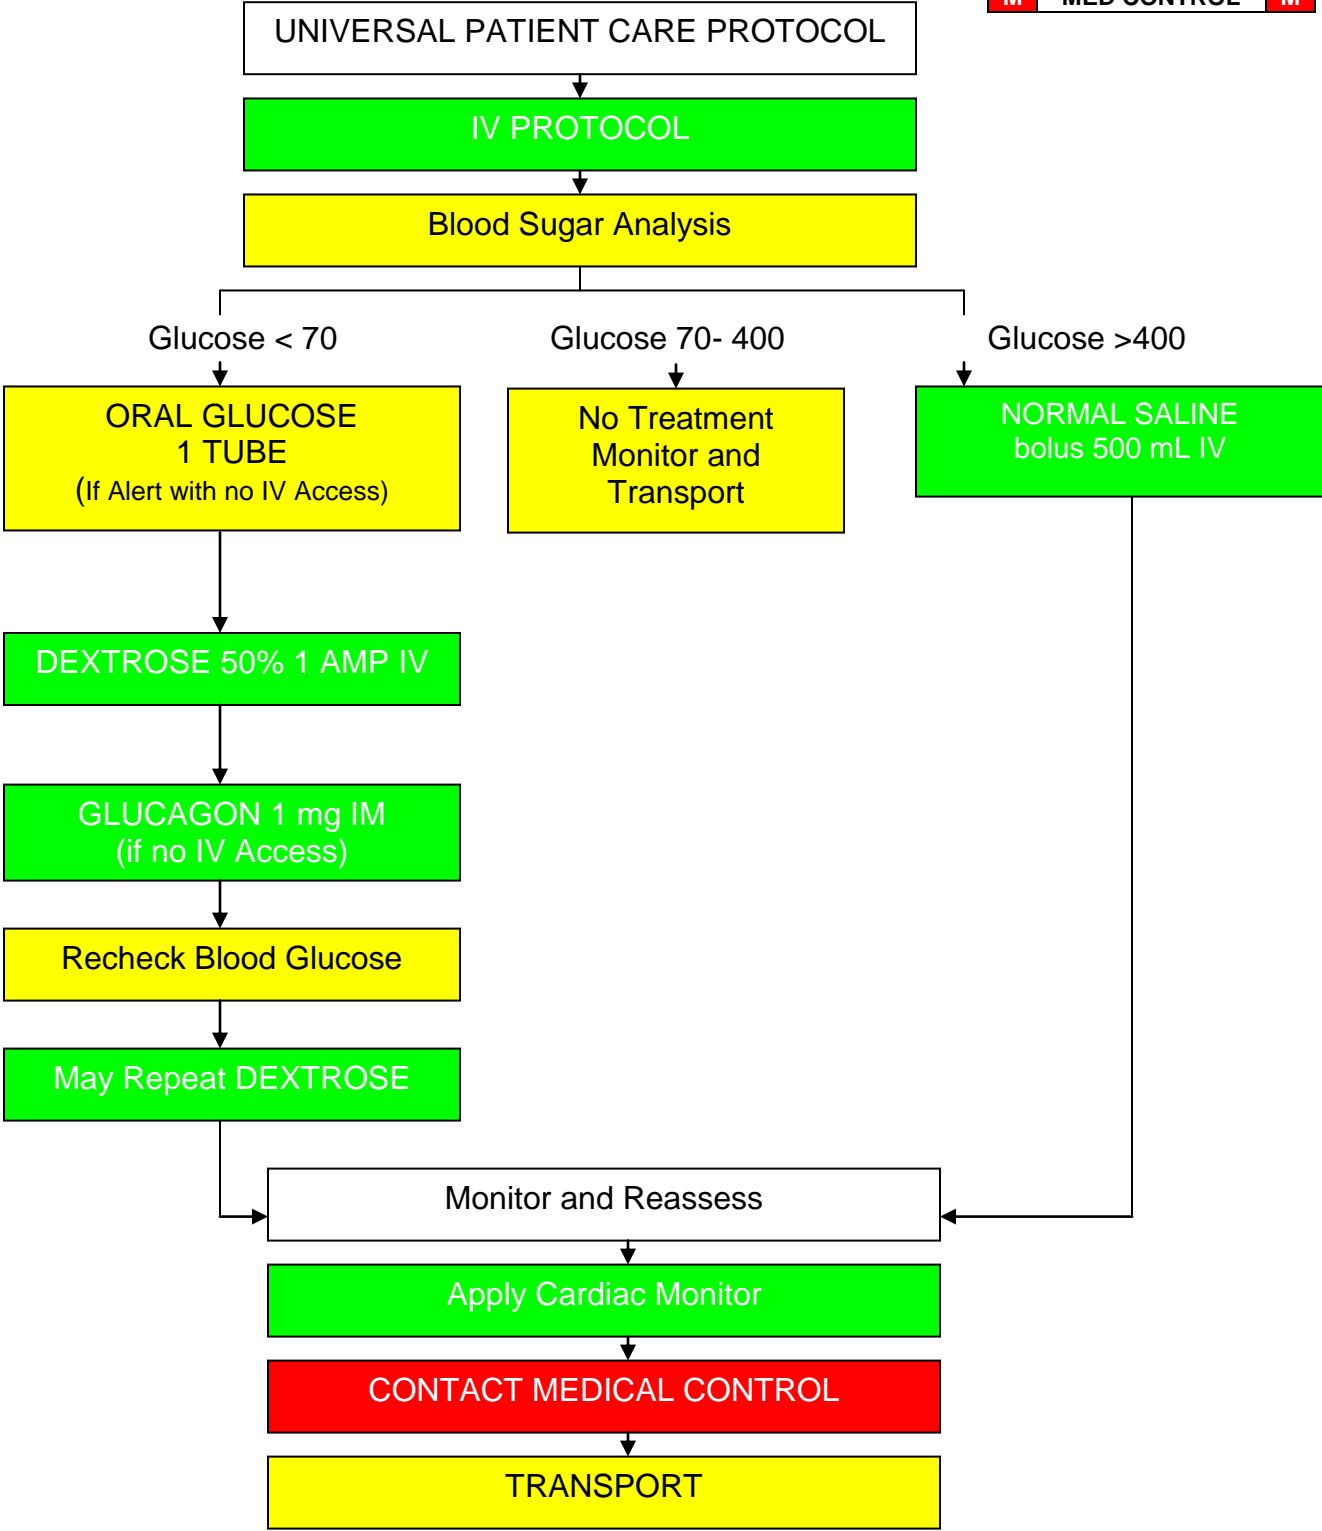 M MED CONTROL M
UNIVERSAL PATIENT CARE PROTOCOL
IV PROTOCOL
Blood Sugar Analysis
Glucose < 70
Glucose 70- 400
Glucose >400
ORAL GLUCOSE
1 TUBE
(If Alert with no IV Access)
No Treatment
Monitor and
Transport
NORMAL SALINE
bolus 500 mL IV
DEXTROSE 50% 1 AMP IV
GLUCAGON 1 mg IM
(if no IV Access)
Recheck Blood Glucose
May Repeat DEXTROSE
Monitor and Reassess
Apply Cardiac Monitor
CONTACT MEDICAL CONTROL
TRANSPORT